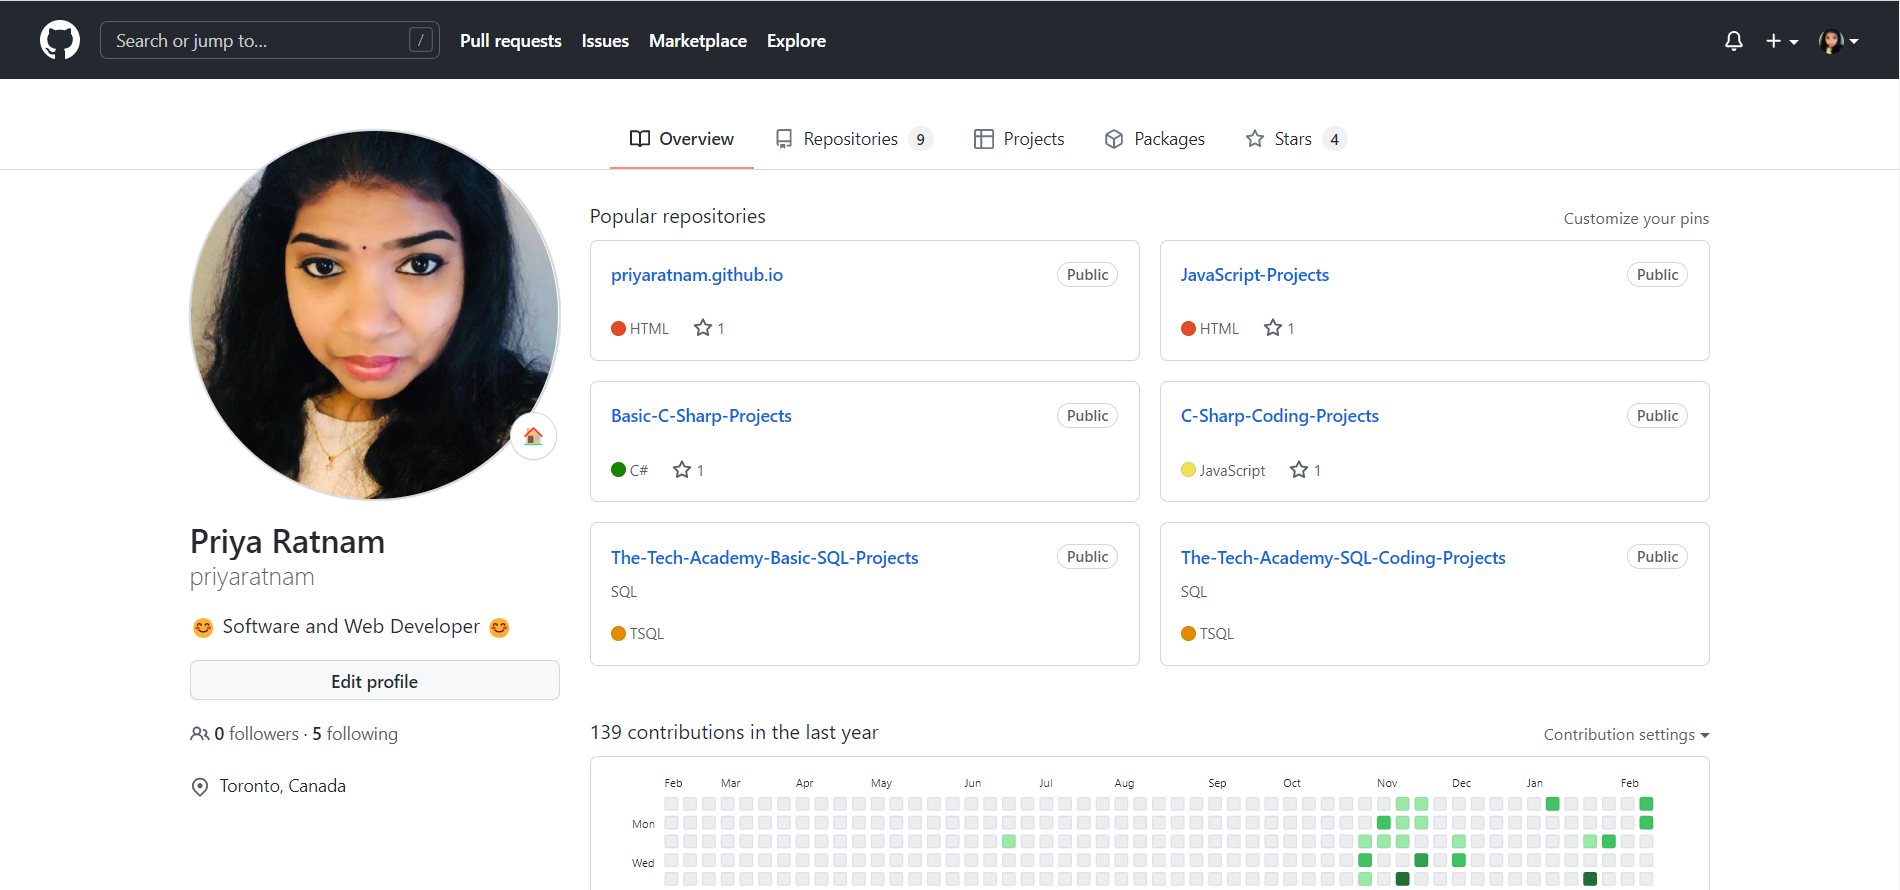 Search or jump to... /
Pull requests Issues Marketplace Explore
Overview Repositories 9 Projects Packages Stars 4
Popular repositories
Customize your pins
priyaratnam.github.io Public
HTML 1
JavaScript-Projects Public
HTML 1
Basic-C-Sharp-Projects Public
C# 1
C-Sharp-Coding-Projects Public
JavaScript 1
The-Tech-Academy-Basic-SQL-Projects Public
SQL
TSQL
The-Tech-Academy-SQL-Coding-Projects Public
SQL
TSQL
Priya Ratnam
priyaratnam
😊 Software and Web Developer 😊
Edit profile
0 followers · 5 following
Toronto, Canada
139 contributions in the last year
Contribution settings
Feb Mar Apr May Jun Jul Aug Sep Oct Nov Dec Jan Feb
Mon
Wed